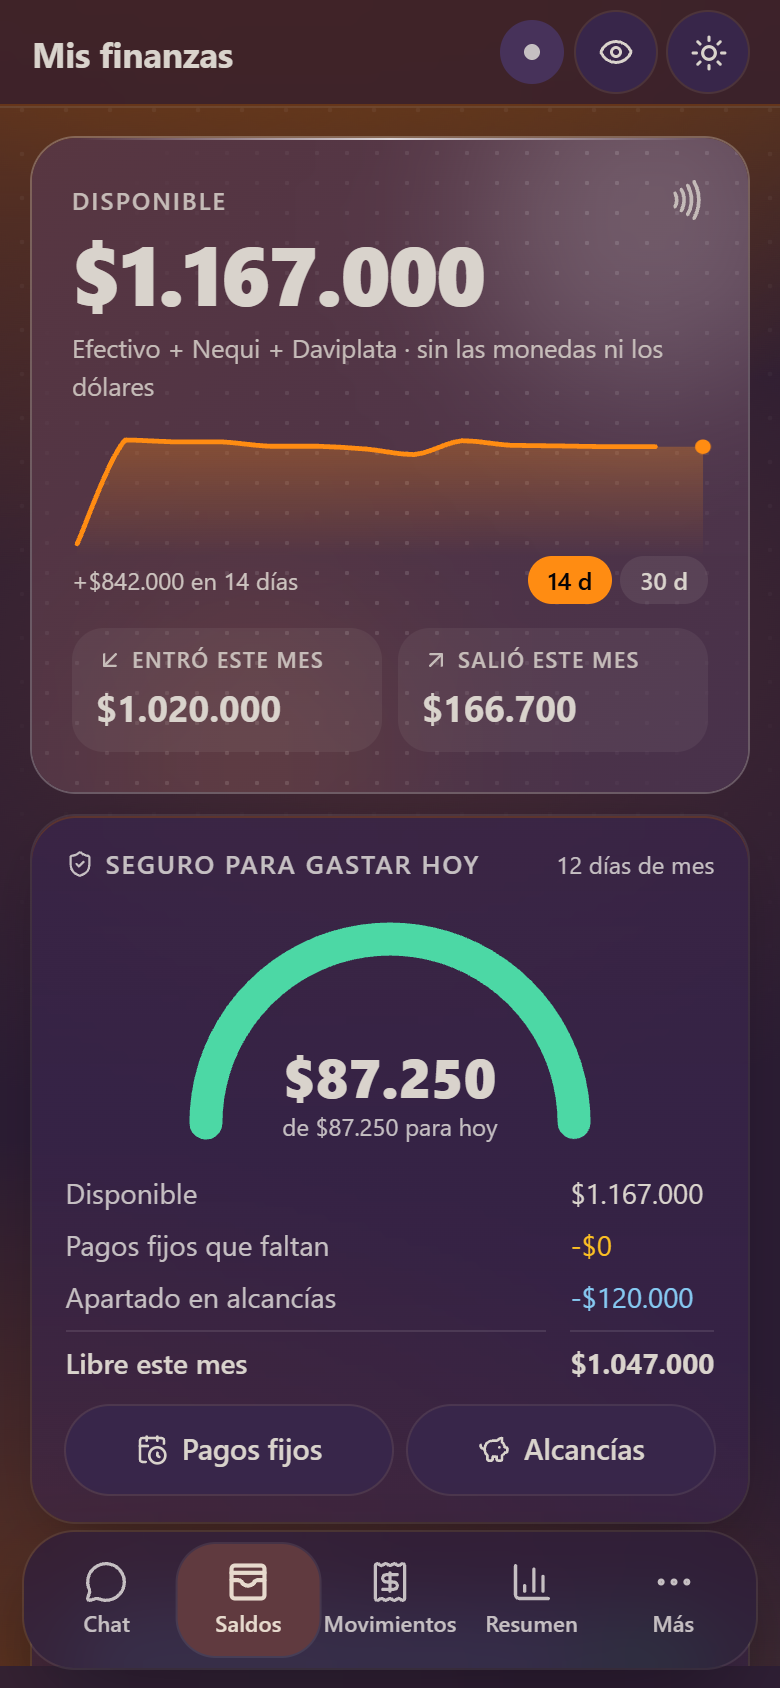 Mis finanzas
DISPONIBLE
$1.167.000
Efectivo + Nequi + Daviplata · sin las monedas ni los
dólares
+$842.000 en 14 días
14 d
30 d
ENTRÓ ESTE MES
$1.020.000
SALIÓ ESTE MES
$166.700
SEGURO PARA GASTAR HOY
12 días de mes
$87.250
de $87.250 para hoy
Disponible $1.167.000
Pagos fijos que faltan -$0
Apartado en alcancías -$120.000
Libre este mes $1.047.000
Pagos fijos
Alcancías
Chat
Saldos
Movimientos
Resumen
Más